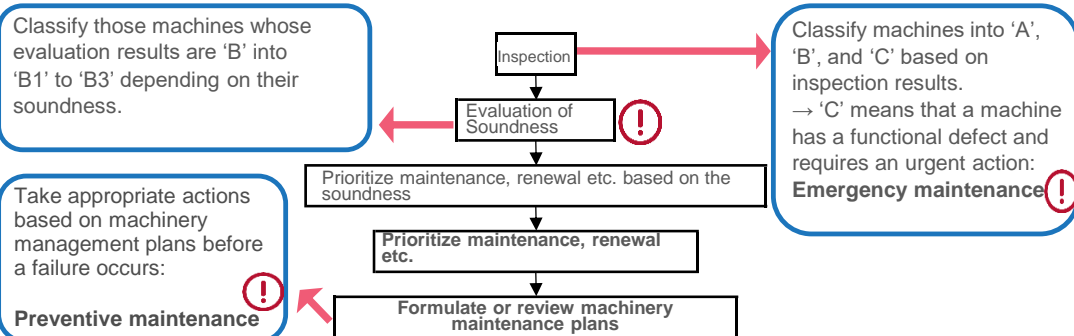 Classify those machines whose
evaluation results are ‘B’ into
‘B1’ to ‘B3’ depending on their
soundness.
Inspection
Classify machines into ‘A’,
‘B’, and ‘C’ based on
inspection results.
→ ‘C’ means that a machine
has a functional defect and
requires an urgent action:
Emergency maintenance
Evaluation of
Soundness
Prioritize maintenance, renewal etc. based on the
soundness
Take appropriate actions
based on machinery
management plans before
a failure occurs:
Preventive maintenance
Prioritize maintenance, renewal
etc.
Formulate or review machinery
maintenance plans